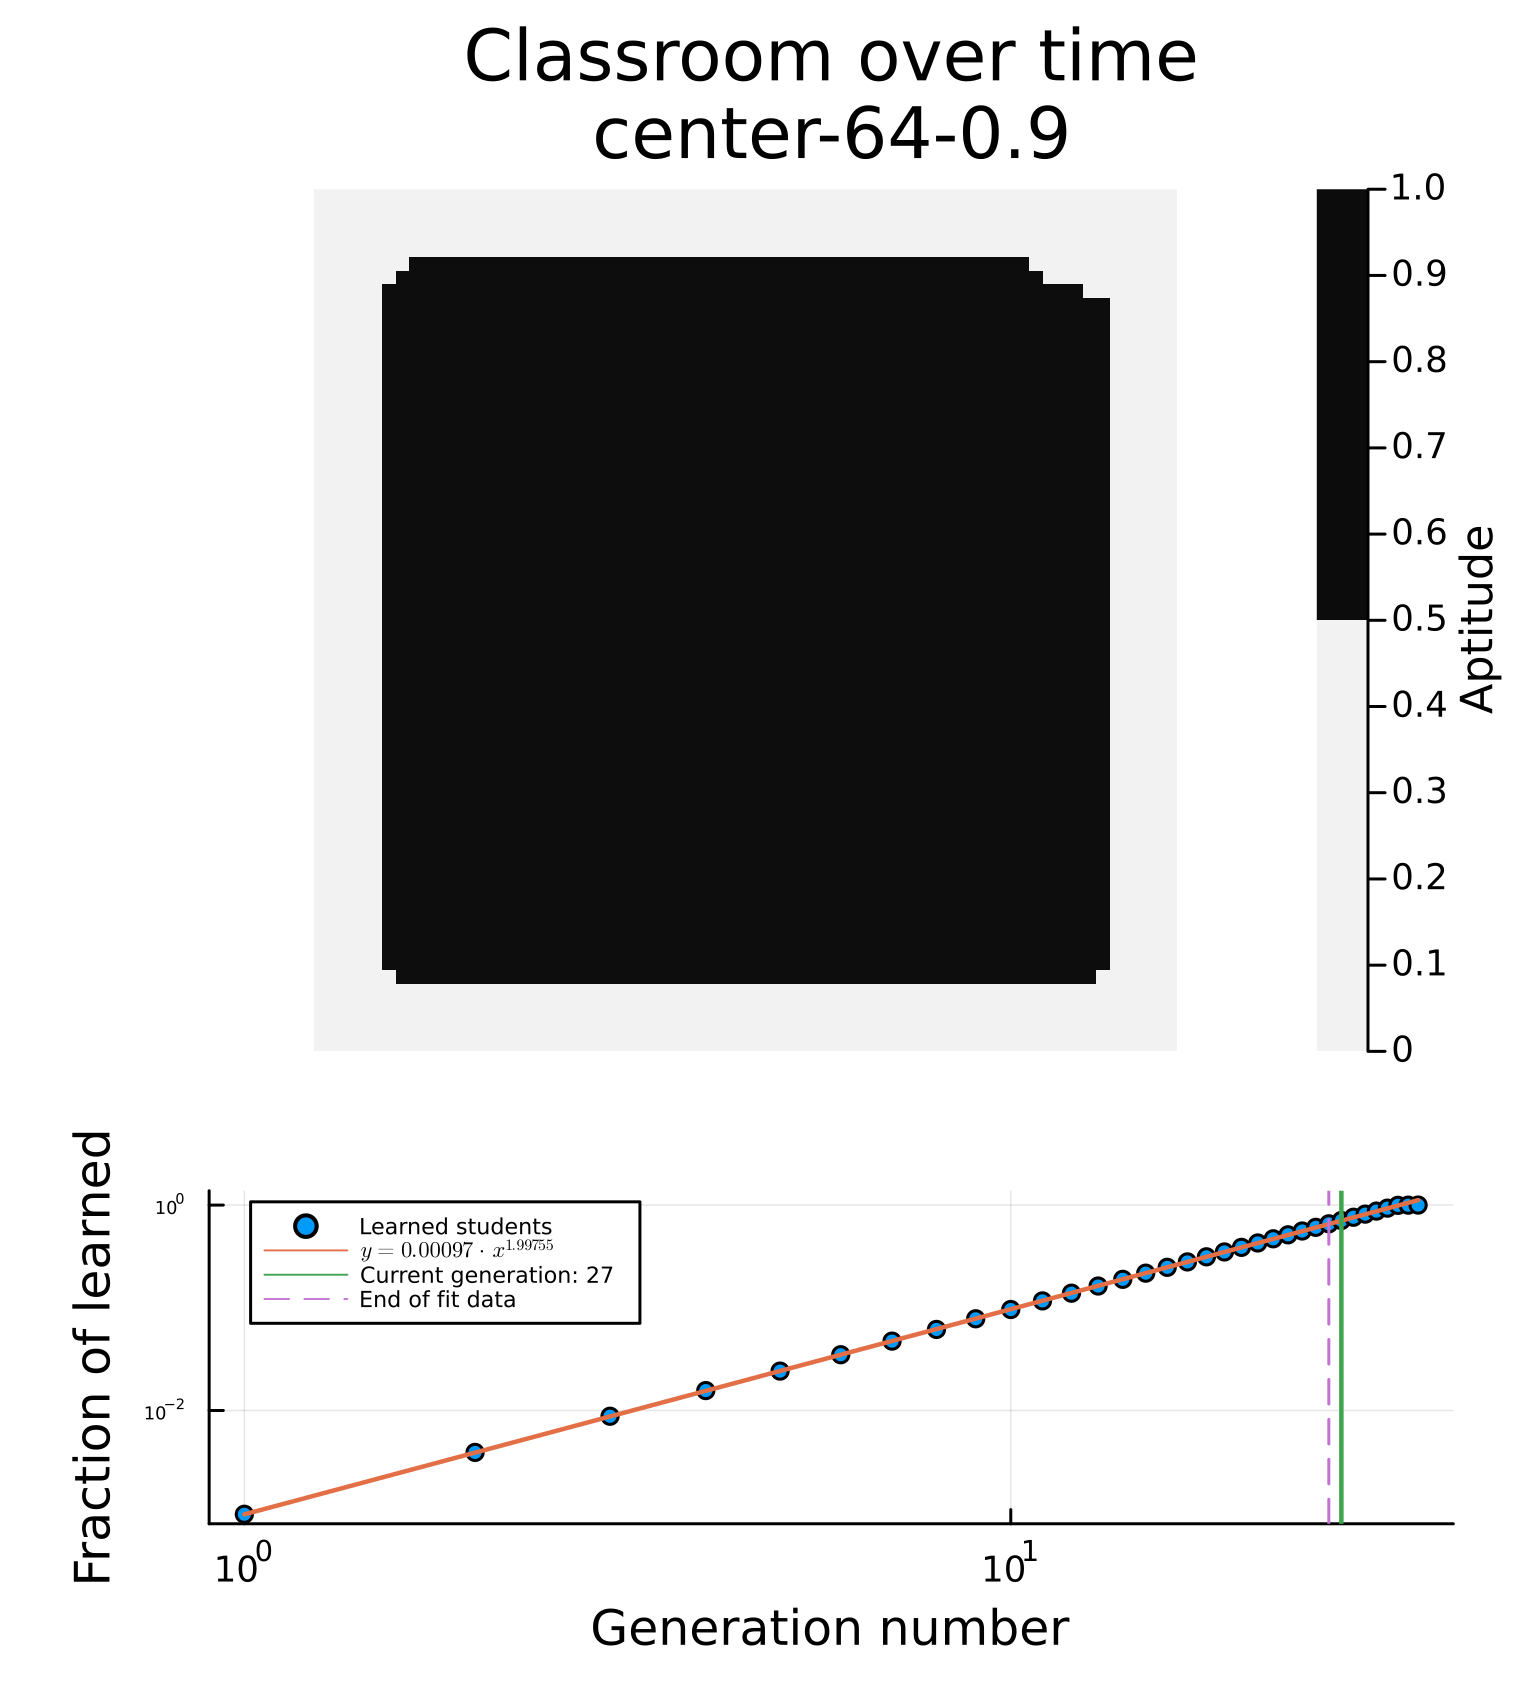 Classroom over time
center-64-0.9
1.0
0.9
0.8
0.7
0.6
0.5
0.4
0.3
0.2
0.1
0
Aptitude
Fraction of learned
10^0
10^-2
Learned students
y = 0.00097 · x^1.99755
Current generation: 27
End of fit data
10^0
10^1
Generation number